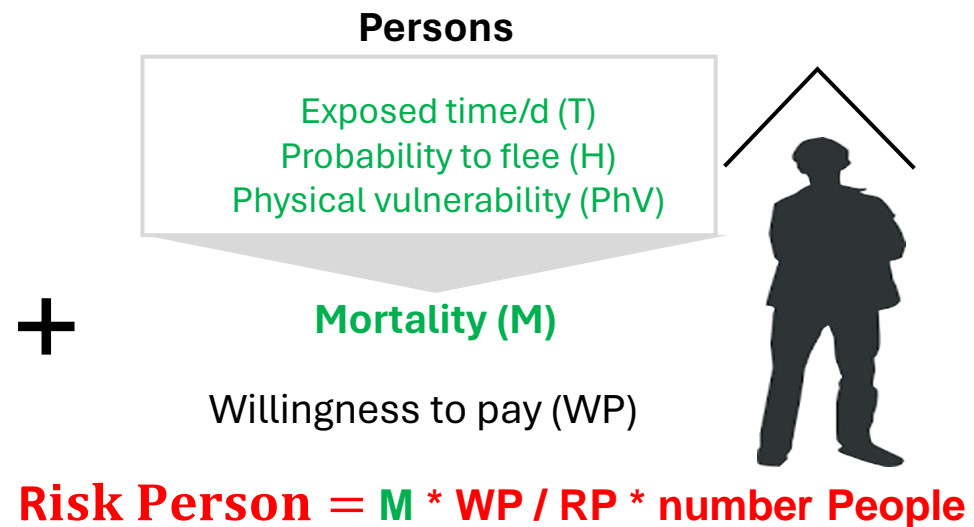 Persons
Exposed time/d (T)
Probability to flee (H)
Physical vulnerability (PhV)
+
Mortality (M)
Willingness to pay (WP)
Risk Person = M * WP / RP * number People